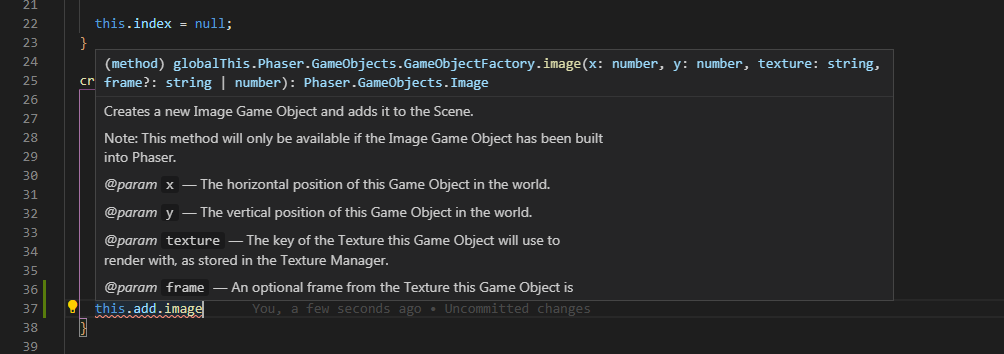 21
22 this.index = null;
23 }
24 (method) globalThis.Phaser.GameObjects.GameObjectFactory.image(x: number, y: number, texture: string,
25 cr frame?: string | number): Phaser.GameObjects.Image
26
27 Creates a new Image Game Object and adds it to the Scene.
28 Note: This method will only be available if the Image Game Object has been built
29 into Phaser.
30 @param x — The horizontal position of this Game Object in the world.
31
32 @param y — The vertical position of this Game Object in the world.
33 @param texture — The key of the Texture this Game Object will use to
34
35 render with, as stored in the Texture Manager.
36 @param frame — An optional frame from the Texture this Game Object is
37 this.add.image You, a few seconds ago • Uncommitted changes
38 }
39